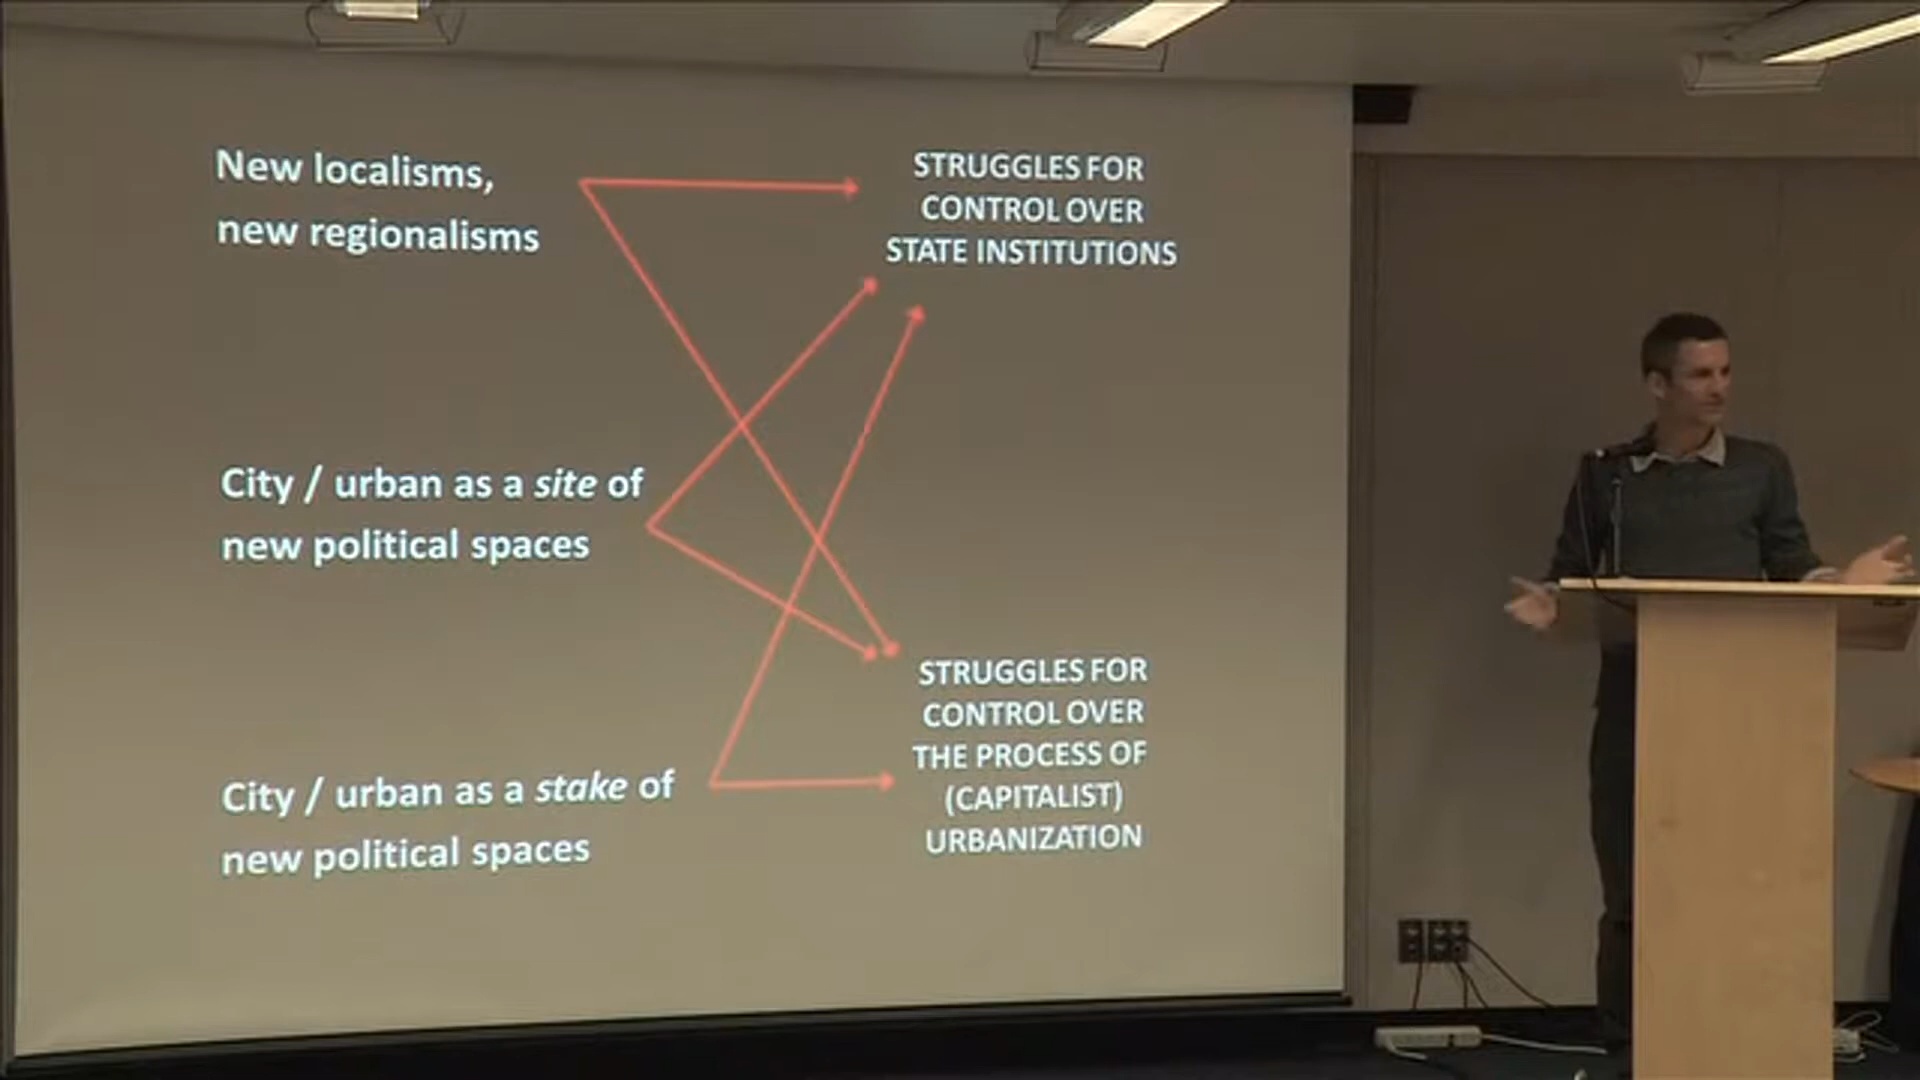 New localisms,
new regionalisms
STRUGGLES FOR
CONTROL OVER
STATE INSTITUTIONS
City / urban as a site of
new political spaces
City / urban as a stake of
new political spaces
STRUGGLES FOR
CONTROL OVER
THE PROCESS OF
(CAPITALIST)
URBANIZATION